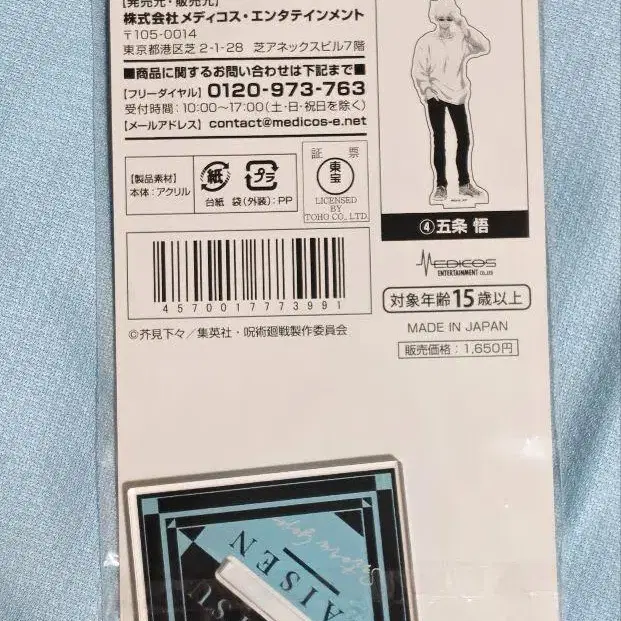 【発売元・販売元】
株式会社メディコス・エンタテインメント
〒105-0014
東京都港区芝2-1-28 芝アネックスビル7階
■商品に関するお問い合わせは下記まで■
【フリーダイヤル】0120-973-763
受付時間:10:00〜17:00(土・日・祝日を除く)
【メールアドレス】contact@medicos-e.net
【製品素材】
本体:アクリル
紙
台紙
プラ
袋(外装):PP
証 票
東宝
LICENSED
BY
TOHO CO., LTD.
④五条 悟
MEDICOS
ENTERTAINMENT CO.,LTD
4570017773991
対象年齢15歳以上
©芥見下々/集英社・呪術廻戦製作委員会
MADE IN JAPAN
販売価格:1,650円
AISEN
TSU